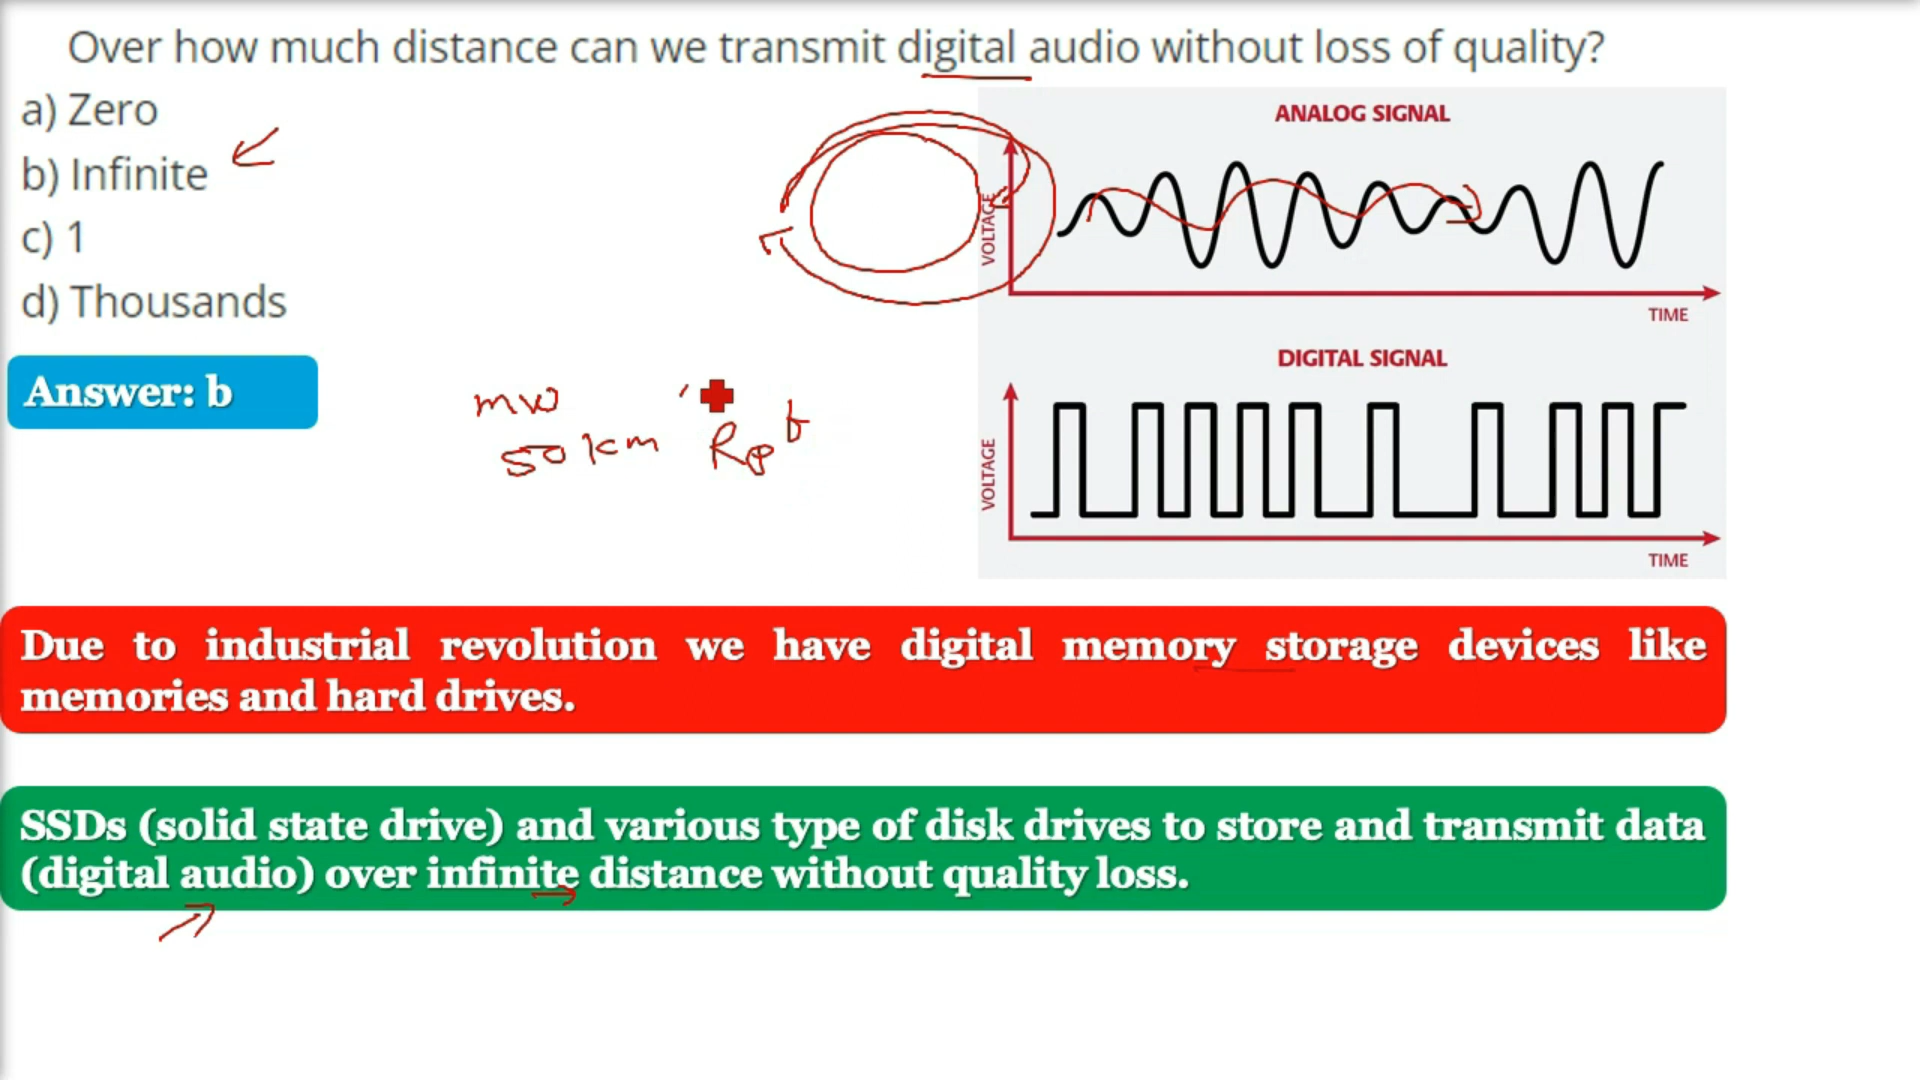 Over how much distance can we transmit digital audio without loss of quality?
a) Zero
b) Infinite
c) 1
d) Thousands
Answer: b
ANALOG SIGNAL
VOLTAGE
TIME
DIGITAL SIGNAL
VOLTAGE
TIME
mw
50 km Rpt
Due to industrial revolution we have digital memory storage devices like
memories and hard drives.
SSDs (solid state drive) and various type of disk drives to store and transmit data
(digital audio) over infinite distance without quality loss.